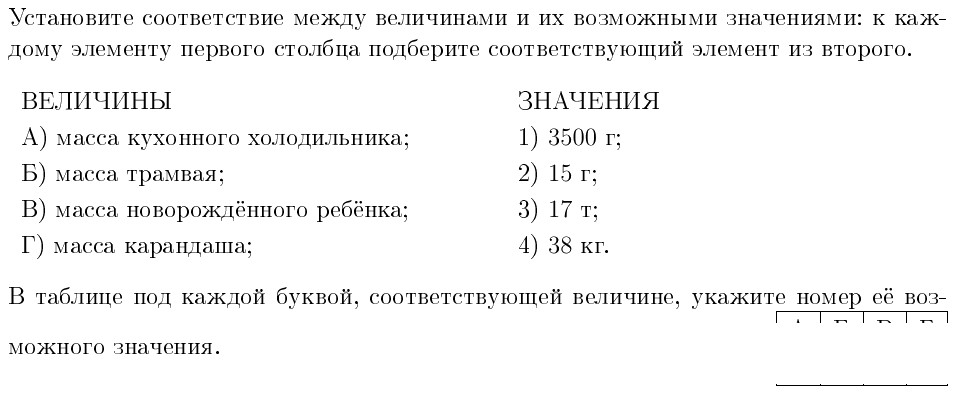 Установите соответствие между величинами и их возможными значениями: к каж-
дому элементу первого столбца подберите соответствующий элемент из второго.
ВЕЛИЧИНЫ
ЗНАЧЕНИЯ
А) масса кухонного холодильника;
1) 3500 г;
Б) масса трамвая;
2) 15 г;
В) масса новорождённого ребёнка;
3) 17 т;
Г) масса карандаша;
4) 38 кг.
В таблице под каждой буквой, соответствующей величине, укажите номер её воз-
можного значения.